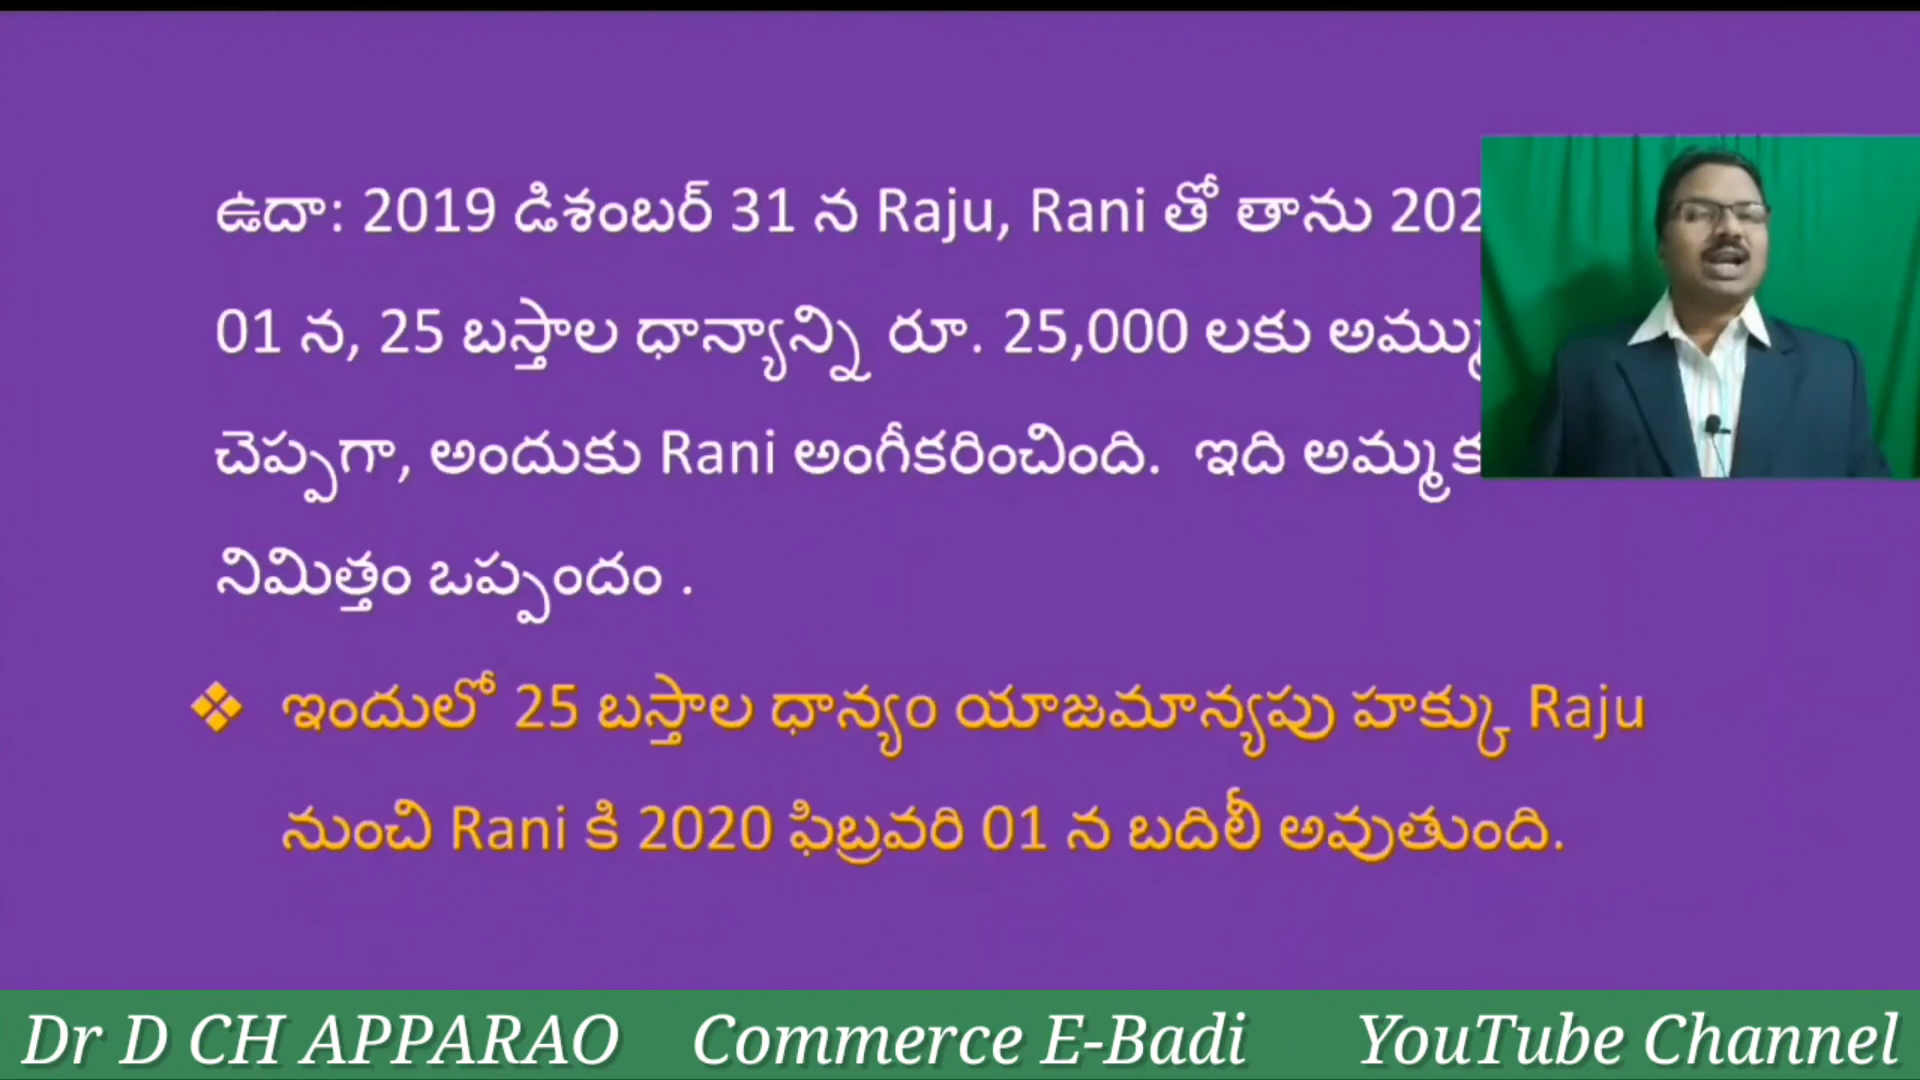 ఉదా: 2019 డిశంబర్ 31 న Raju, Rani తో తాను
01 న, 25 బస్తాల ధాన్యాన్ని రూ. 25,000 లకు
చెప్పగా, అందుకు Rani అంగీకరించింది. ఇది
నిమిత్తం ఒప్పందం .
❖ ఇందులో 25 బస్తాల ధాన్యం యాజమాన్యపు హక్కు Raju
నుంచి Rani కి 2020 ఫిబ్రవరి 01 న బదిలీ అవుతుంది.
Dr D CH APPARAO Commerce E-Badi YouTube Channel